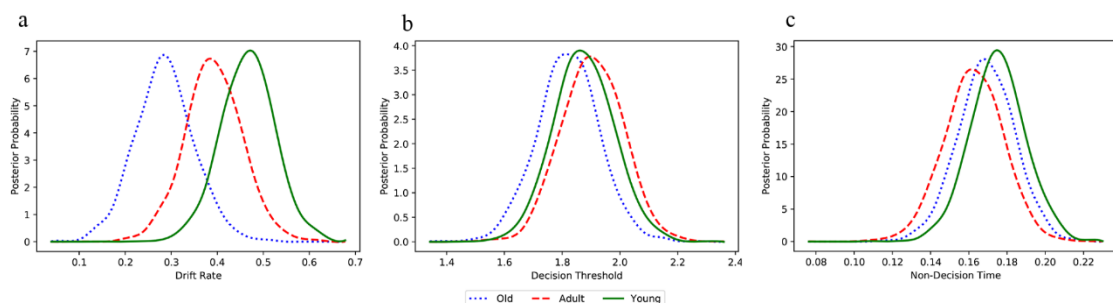 a
7
6
5
4
3
2
1
0
Posterior Probability
0.1 0.2 0.3 0.4 0.5 0.6 0.7
Drift Rate
b
4.0
3.5
3.0
2.5
2.0
1.5
1.0
0.5
0.0
Posterior Probability
1.4 1.6 1.8 2.0 2.2 2.4
Decision Threshold
c
30
25
20
15
10
5
0
Posterior Probability
0.08 0.10 0.12 0.14 0.16 0.18 0.20 0.22
Non-Decision Time
Old Adult Young